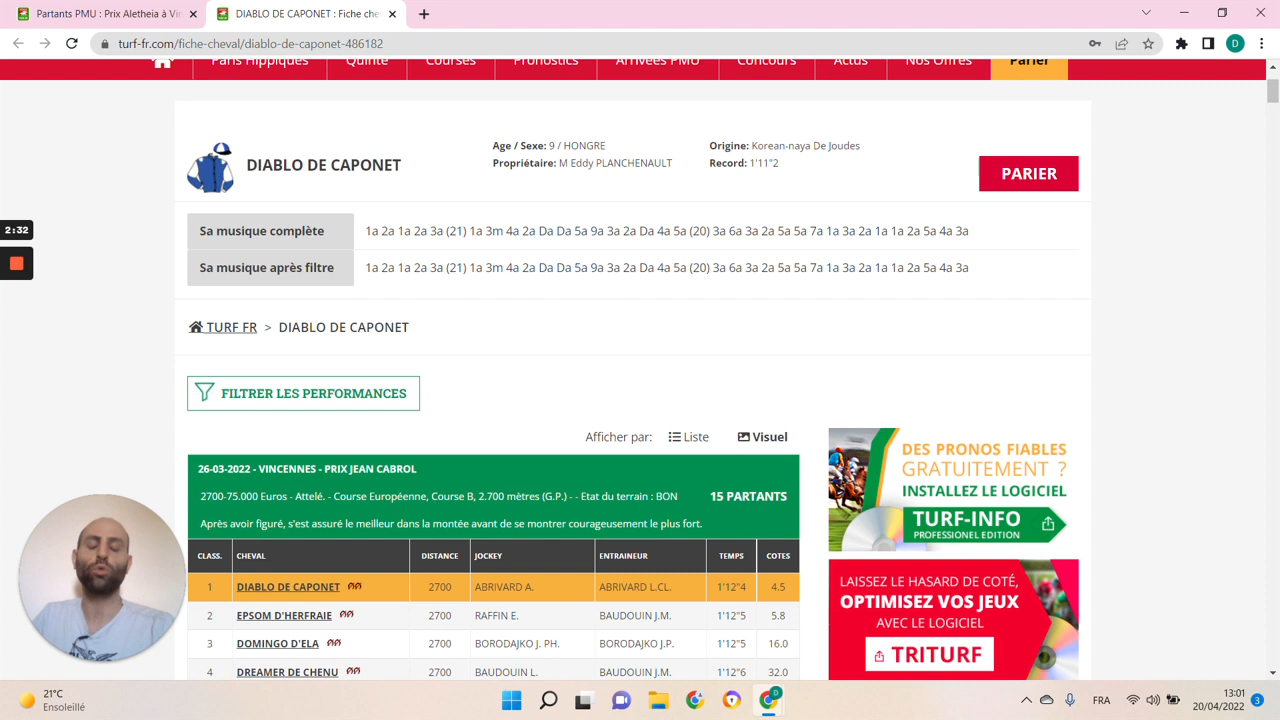 Partants PMU : Prix Aletheia à Vin
DIABLO DE CAPONET : Fiche che
turf-fr.com/fiche-cheval/diablo-de-caponet-486182
D
Paris Hippiques Quinté Courses Pronostics Arrivées PMU Concours Actus Nos Offres Parier
DIABLO DE CAPONET
Age / Sexe: 9 / HONGRE
Propriétaire: M Eddy PLANCHENAULT
Origine: Korean-naya De Joudes
Record: 1'11"2
PARIER
2:32
Sa musique complète 1a 2a 1a 2a 3a (21) 1a 3m 4a 2a Da Da 5a 9a 3a 2a Da 4a 5a (20) 3a 6a 3a 2a 5a 5a 7a 1a 3a 2a 1a 1a 2a 5a 4a 3a
Sa musique après filtre 1a 2a 1a 2a 3a (21) 1a 3m 4a 2a Da Da 5a 9a 3a 2a Da 4a 5a (20) 3a 6a 3a 2a 5a 5a 7a 1a 3a 2a 1a 1a 2a 5a 4a 3a
TURF FR > DIABLO DE CAPONET
FILTRER LES PERFORMANCES
Afficher par: Liste Visuel
26-03-2022 - VINCENNES - PRIX JEAN CABROL
2700-75.000 Euros - Attelé. - Course Européenne, Course B, 2.700 mètres (G.P.) - - Etat du terrain : BON
15 PARTANTS
Après avoir figuré, s'est assuré le meilleur dans la montée avant de se montrer courageusement le plus fort.
CLASS. CHEVAL DISTANCE JOCKEY ENTRAINEUR TEMPS COTES
1 DIABLO DE CAPONET 2700 ABRIVARD A. ABRIVARD L.CL. 1'12"4 4.5
2 EPSOM D'HERFRAIE 2700 RAFFIN E. BAUDOUIN J.M. 1'12"5 5.8
3 DOMINGO D'ELA 2700 BORODAJKO J. PH. BORODAJKO J.P. 1'12"5 16.0
4 DREAMER DE CHENU 2700 BAUDOUIN L. BAUDOUIN J.M. 1'12"6 32.0
DES PRONOS FIABLES
GRATUITEMENT ?
INSTALLEZ LE LOGICIEL
TURF-INFO
PROFESSIONEL EDITION
LAISSEZ LE HASARD DE COTÉ,
OPTIMISEZ VOS JEUX
AVEC LE LOGICIEL
TRITURF
21°C
Ensoleillé
D
FRA
13:01
20/04/2022
3